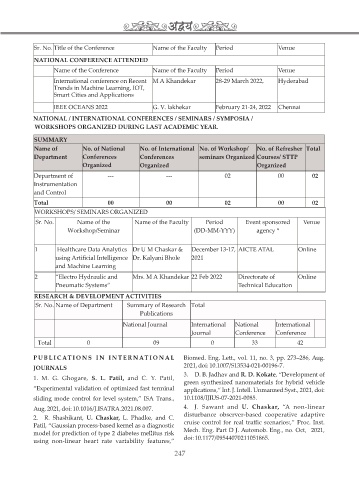 अद्वय
Sr. No. Title of the Conference Name of the Faculty Period Venue
NATIONAL CONFERENCE ATTENDED
Name of the Conference Name of the Faculty Period Venue
International conference on Recent M A Khandekar 28-29 March 2022, Hyderabad
Trends in Machine Learning, IOT,
Smart Cities and Applications
IEEE OCEANS 2022 G. V. lakhekar February 21-24, 2022 Chennai
NATIONAL / INTERNATIONAL CONFERENCES / SEMINARS / SYMPOSIA /
WORKSHOPS ORGANIZED DURING LAST ACADEMIC YEAR.
SUMMARY
Name of No. of National No. of International No. of Workshop/ No. of Refresher Total
Department Conferences Conferences seminars Organized Courses/ STTP
Organized Organized Organized
Department of --- --- 02 00 02
Instrumentation
and Control
Total 00 00 02 00 02
WORKSHOPS/ SEMINARS ORGANIZED
Sr. No. Name of the Name of the Faculty Period Event sponsored Venue
Workshop/Seminar (DD-MM-YYY) agency *
1 Healthcare Data Analytics Dr U M Chaskar & December 13-17, AICTE ATAL Online
using Artificial Intelligence Dr. Kalyani Bhole 2021
and Machine Learning
2 "Electro Hydraulic and Mrs. M A Khandekar 22 Feb 2022 Directorate of Online
Pneumatic Systems" Technical Education
RESEARCH & DEVELOPMENT ACTIVITIES
Sr. No. Name of Department Summary of Research Total
Publications
National Journal International National International
Journal Conference Conference
Total 0 09 0 33 42
PUBLICATIONS IN INTERNATIONAL
JOURNALS
1. M. G. Ghogare, S. L. Patil, and C. Y. Patil,
"Experimental validation of optimized fast terminal
sliding mode control for level system," ISA Trans.,
Aug. 2021, doi: 10.1016/J.ISATRA.2021.08.007.
2. R. Shashikant, U. Chaskar, L. Phadke, and C.
Patil, "Gaussian process-based kernel as a diagnostic
model for prediction of type 2 diabetes mellitus risk
using non-linear heart rate variability features,"
Biomed. Eng. Lett., vol. 11, no. 3, pp. 273–286, Aug.
2021, doi: 10.1007/S13534-021-00196-7.
3. D. B. Jadhav and R. D. Kokate, "Development of
green synthesized nanomaterials for hybrid vehicle
applications," Int. J. Intell. Unmanned Syst., 2021, doi:
10.1108/IJIUS-07-2021-0085.
4. J. Sawant and U. Chaskar, "A non-linear
disturbance observer-based cooperative adaptive
cruise control for real traffic scenarios;" Proc. Inst.
Mech. Eng. Part D J. Automob. Eng., no. Oct, 2021,
doi: 10.1177/09544070211051865.
247